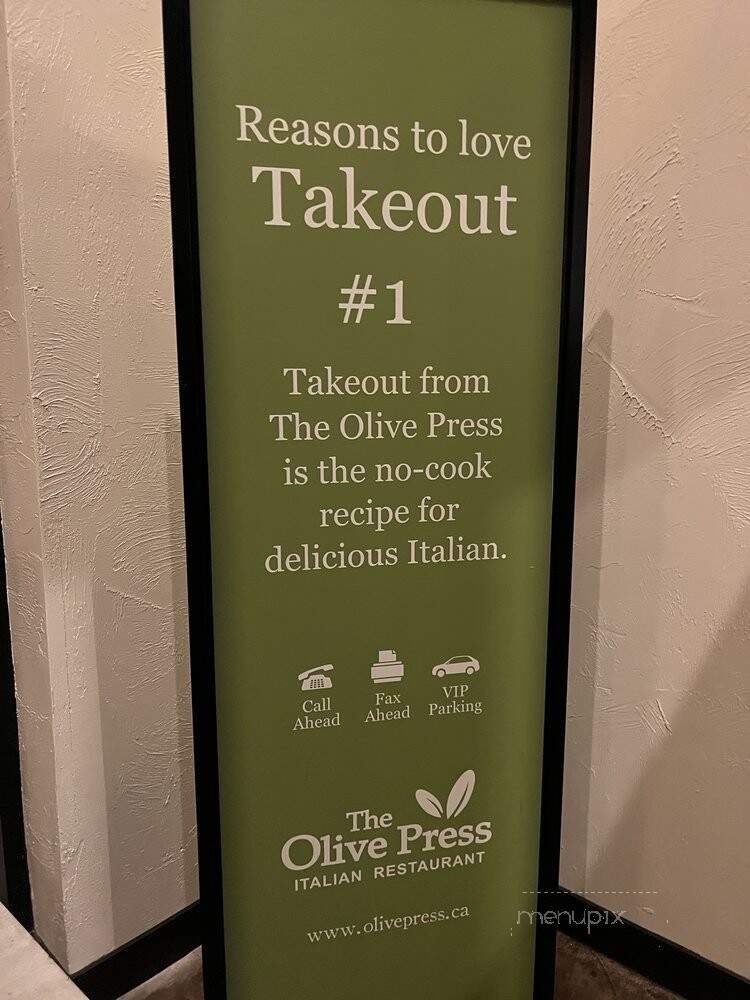 Reasons to love
Takeout
#1
Takeout from
The Olive Press
is the no-cook
recipe for
delicious Italian.
Call
Ahead
Fax
Ahead
VIP
Parking
The
Olive Press
ITALIAN RESTAURANT
www.olivepress.ca
menupix